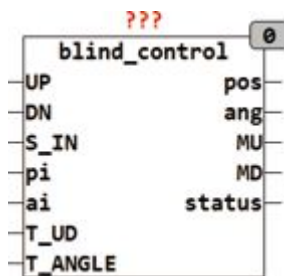 ???
0
blind_control
UP pos
DN ang
S_IN MU
pi MD
ai status
T_UD
T_ANGLE